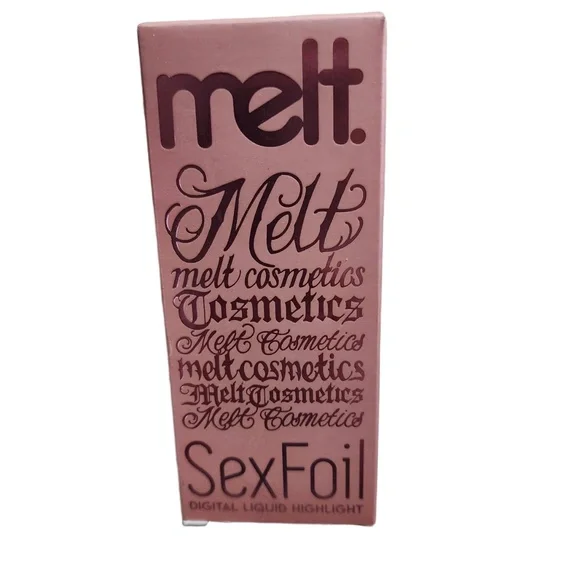 melt.
Melt
melt cosmetics
Cosmetics
Melt Cosmetics
melt cosmetics
Melt Cosmetics
Melt Cosmetics
SexFoil
DIGITAL LIQUID HIGHLIGHT